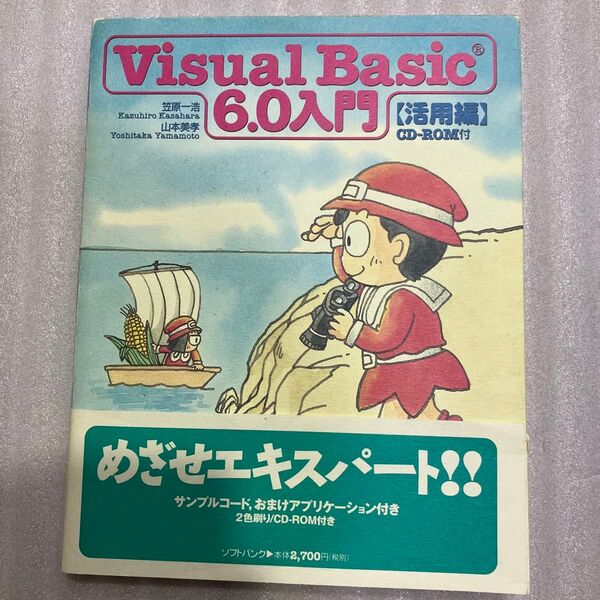 Visual Basic®
6.0入門
【活用編】
CD-ROM付
笠原一浩
Kazuhiro Kasahara
山本美孝
Yoshitaka Yamamoto
めざせエキスパート!!
サンプルコード,おまけアプリケーション付き
2色刷り/CD-ROM付き
ソフトバンク▶本体2,700円(税別)